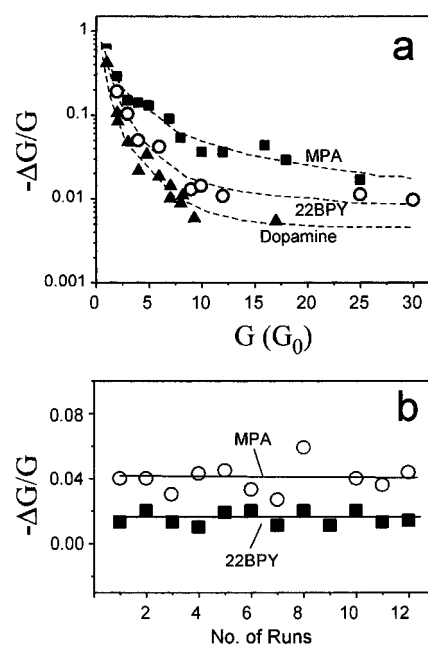 a
1
0.1
0.01
0.001
-ΔG/G
MPA
22BPY
Dopamine
0 5 10 15 20 25 30
G (G₀)
b
0.08
0.04
0.00
-ΔG/G
MPA
22BPY
2 4 6 8 10 12
No. of Runs